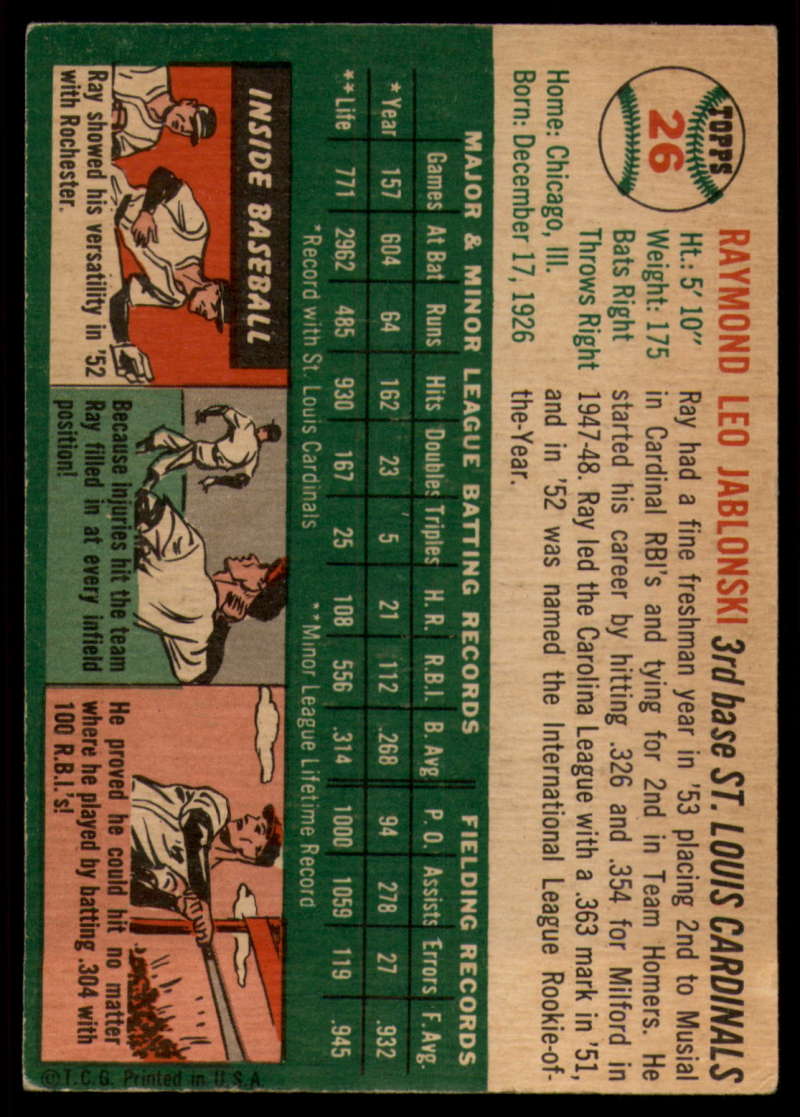 TOPPS
26
RAYMOND LEO JABLONSKI 3rd base ST. LOUIS CARDINALS
Ht.: 5' 10"
Weight: 175
Bats Right
Throws Right
Home: Chicago, Ill.
Born: December 17, 1926
Ray had a fine freshman year in '53 placing 2nd to Musial
in Cardinal RBI's and tying for 2nd in Team Homers. He
started his career by hitting .326 and .354 for Milford in
1947-48. Ray led the Carolina League with a .363 mark in '51,
and in '52 was named the International League Rookie-of-
the-Year.
MAJOR & MINOR LEAGUE BATTING RECORDS FIELDING RECORDS
Games At Bat Runs Hits Doubles Triples H. R. R.B.I. B. Avg. P. O. Assists Errors F. Avg.
*Year 157 604 64 162 23 5 21 112 .268 94 278 27 .932
**Life 771 2962 485 930 167 25 108 556 .314 1000 1059 119 .945
*Record with St. Louis Cardinals **Minor League Lifetime Record
INSIDE BASEBALL
Ray showed his versatility in '52
with Rochester.
Because injuries hit the team
Ray filled in at every infield
position!
He proved he could hit no matter
where he played by batting .304 with
100 R.B.I.'s!
©T.C.G. Printed in U.S.A.